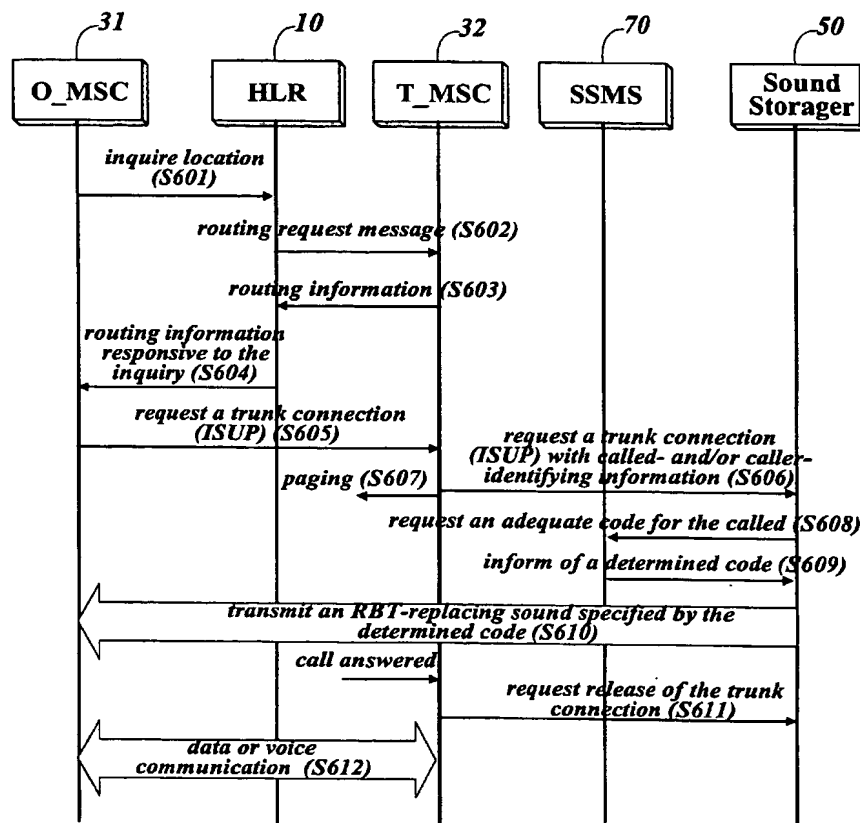 31
10
32
70
50
O_MSC
HLR
T_MSC
SSMS
Sound
Storager
inquire location
(S601)
routing request message (S602)
routing information (S603)
routing information
responsive to the
inquiry (S604)
request a trunk connection
(ISUP) (S605)
request a trunk connection
(ISUP) with called- and/or caller-
identifying information (S606)
paging (S607)
request an adequate code for the called (S608)
inform of a determined code (S609)
transmit an RBT-replacing sound specified by the
determined code (S610)
call answered
request release of the trunk
connection (S611)
data or voice
communication (S612)